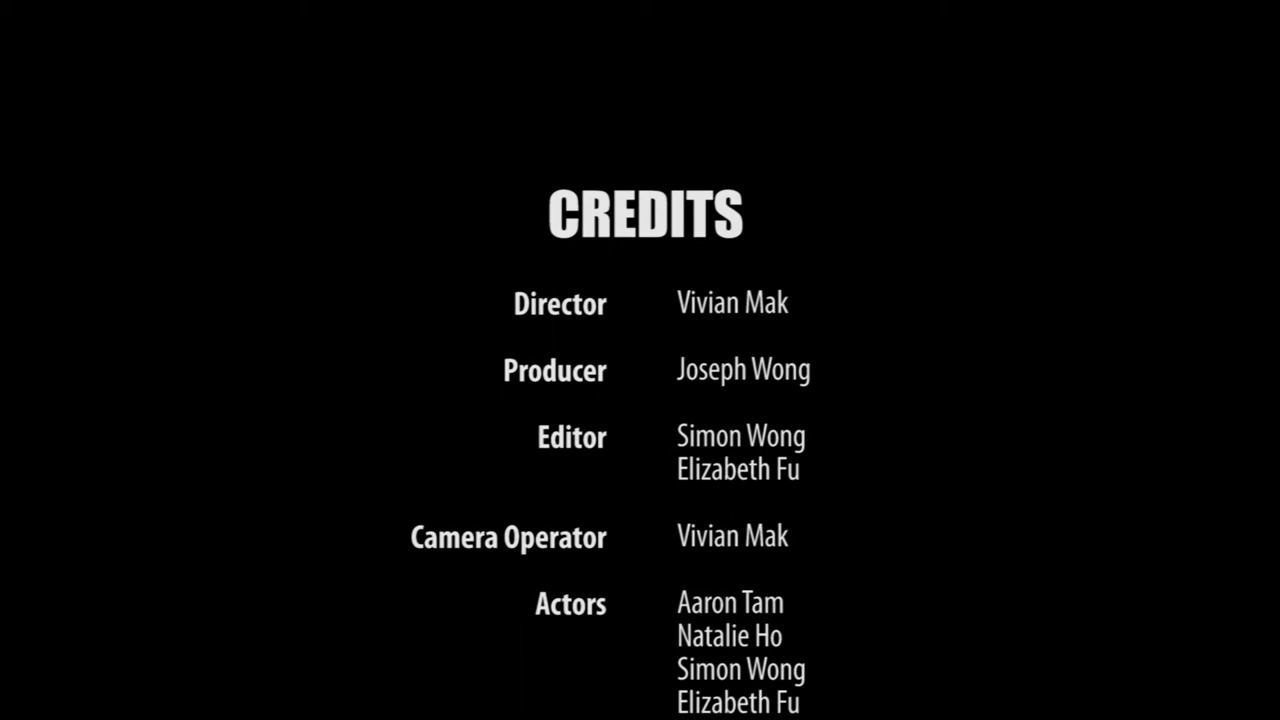 CREDITS
Director Vivian Mak
Producer Joseph Wong
Editor Simon Wong
Elizabeth Fu
Camera Operator Vivian Mak
Actors Aaron Tam
Natalie Ho
Simon Wong
Elizabeth Fu